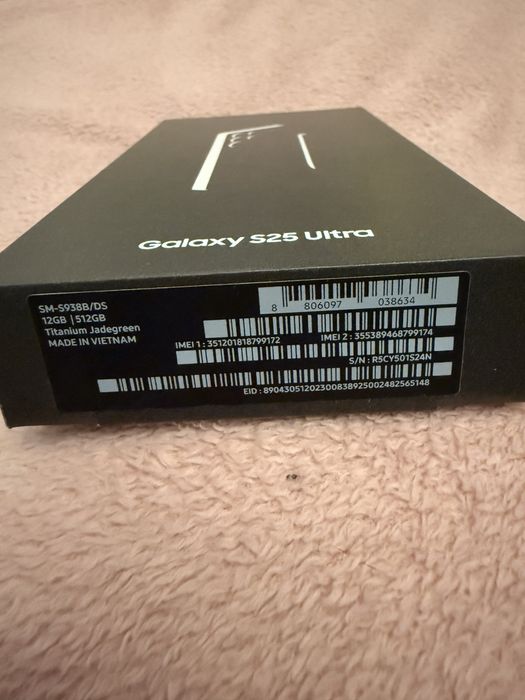 Galaxy S25 Ultra
SM-S938B/DS
12GB | 512GB
Titanium Jadegreen
MADE IN VIETNAM
8 806097 038634
IMEI 1 : 351201818799172
IMEI 2 : 355389468799174
S/N : R5CY501S24N
EID : 89043051202300838925002482565148